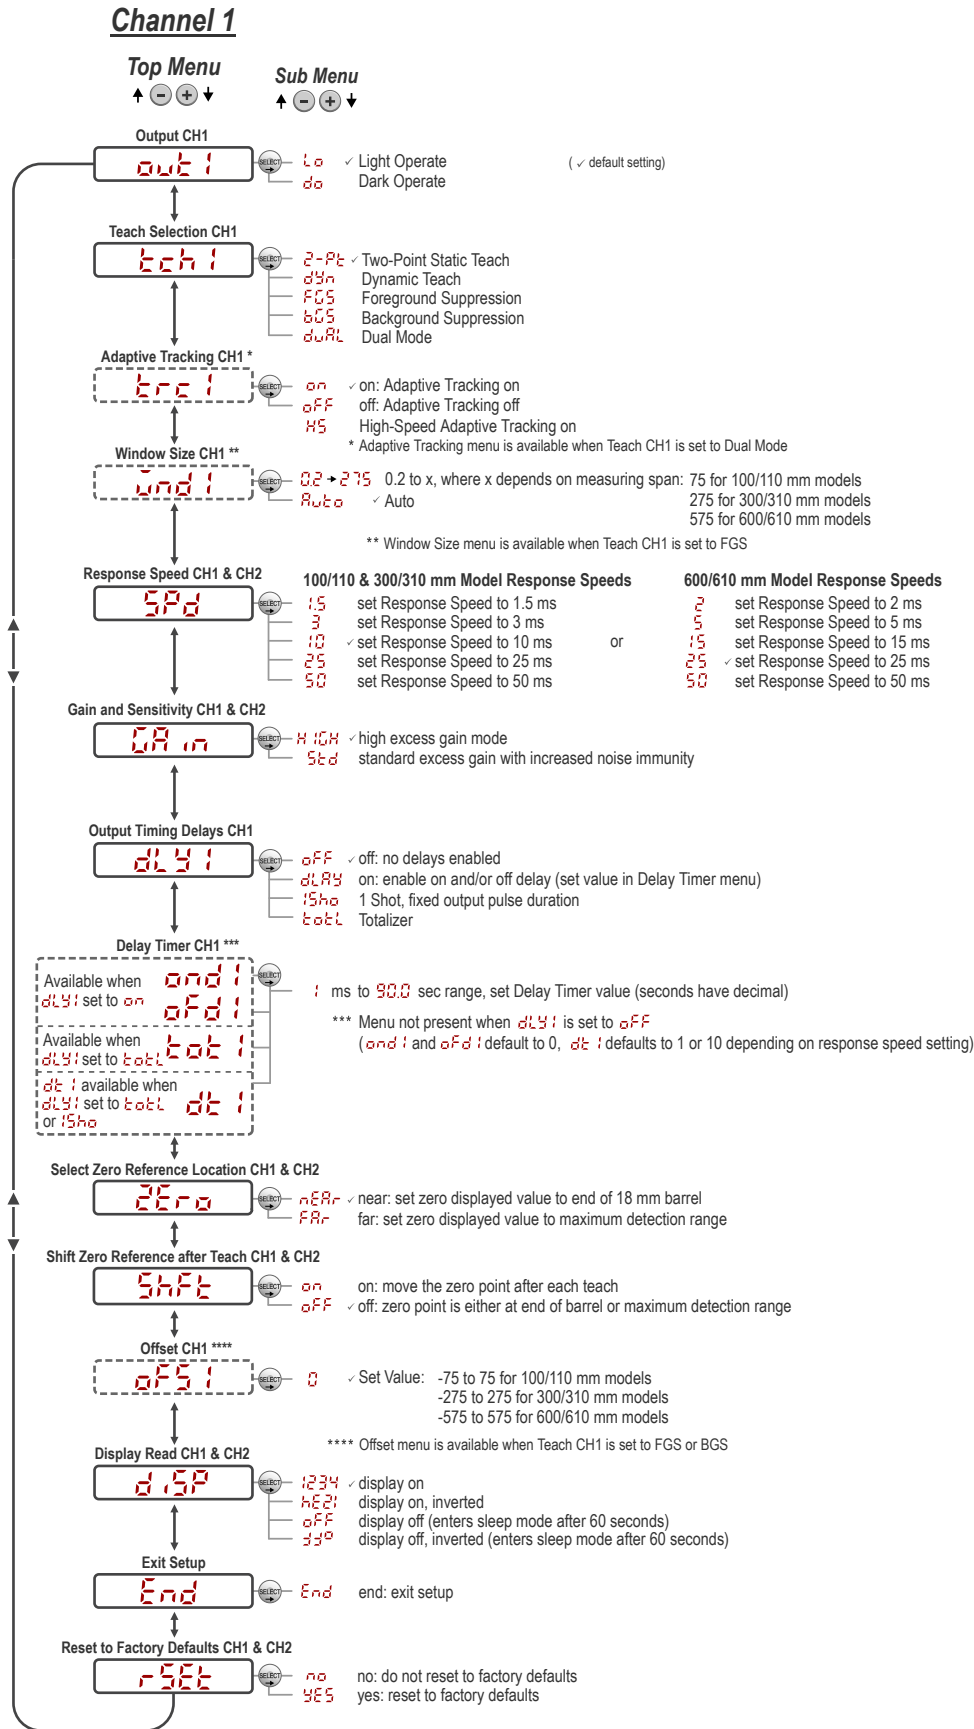 Channel 1
Top Menu
Sub Menu
- +
- +
Output CH1
out1
SELECT
Lo ✓ Light Operate
( ✓ default setting)
do Dark Operate
Teach Selection CH1
tch1
SELECT
2-Pt ✓ Two-Point Static Teach
dYn Dynamic Teach
FGS Foreground Suppression
bGS Background Suppression
duAL Dual Mode
Adaptive Tracking CH1 *
trc1
SELECT
on ✓ on: Adaptive Tracking on
oFF off: Adaptive Tracking off
HS High-Speed Adaptive Tracking on
* Adaptive Tracking menu is available when Teach CH1 is set to Dual Mode
Window Size CH1 **
wnd1
SELECT
0.2 → 275 0.2 to x, where x depends on measuring span: 75 for 100/110 mm models
Auto ✓ Auto 275 for 300/310 mm models
575 for 600/610 mm models
** Window Size menu is available when Teach CH1 is set to FGS
Response Speed CH1 & CH2
SPd
SELECT
100/110 & 300/310 mm Model Response Speeds
1.5 set Response Speed to 1.5 ms
3 set Response Speed to 3 ms
10 ✓ set Response Speed to 10 ms
25 set Response Speed to 25 ms
50 set Response Speed to 50 ms
or
600/610 mm Model Response Speeds
2 set Response Speed to 2 ms
5 set Response Speed to 5 ms
15 set Response Speed to 15 ms
25 ✓ set Response Speed to 25 ms
50 set Response Speed to 50 ms
Gain and Sensitivity CH1 & CH2
GAin
SELECT
HIGH ✓ high excess gain mode
Std standard excess gain with increased noise immunity
Output Timing Delays CH1
dLY1
SELECT
oFF ✓ off: no delays enabled
dLAY on: enable on and/or off delay (set value in Delay Timer menu)
1Sho 1 Shot, fixed output pulse duration
totL Totalizer
Delay Timer CH1 ***
Available when
dLY1 set to on
ond1
oFd1
SELECT
Available when
dLY1 set to totL
tot1
dt1 available when
dLY1 set to totL
or 1Sho
dt1
1 ms to 90.0 sec range, set Delay Timer value (seconds have decimal)
*** Menu not present when dLY1 is set to oFF
(ond1 and oFd1 default to 0, dt1 defaults to 1 or 10 depending on response speed setting)
Select Zero Reference Location CH1 & CH2
ZEro
SELECT
nEAr ✓ near: set zero displayed value to end of 18 mm barrel
FAr far: set zero displayed value to maximum detection range
Shift Zero Reference after Teach CH1 & CH2
ShFt
SELECT
on on: move the zero point after each teach
oFF ✓ off: zero point is either at end of barrel or maximum detection range
Offset CH1 ****
oFS1
SELECT
0 ✓ Set Value: -75 to 75 for 100/110 mm models
-275 to 275 for 300/310 mm models
-575 to 575 for 600/610 mm models
**** Offset menu is available when Teach CH1 is set to FGS or BGS
Display Read CH1 & CH2
diSP
SELECT
1234 ✓ display on
hEZ1 display on, inverted
oFF display off (enters sleep mode after 60 seconds)
display off, inverted (enters sleep mode after 60 seconds)
Exit Setup
End
SELECT
End end: exit setup
Reset to Factory Defaults CH1 & CH2
rSEt
SELECT
no no: do not reset to factory defaults
YES yes: reset to factory defaults